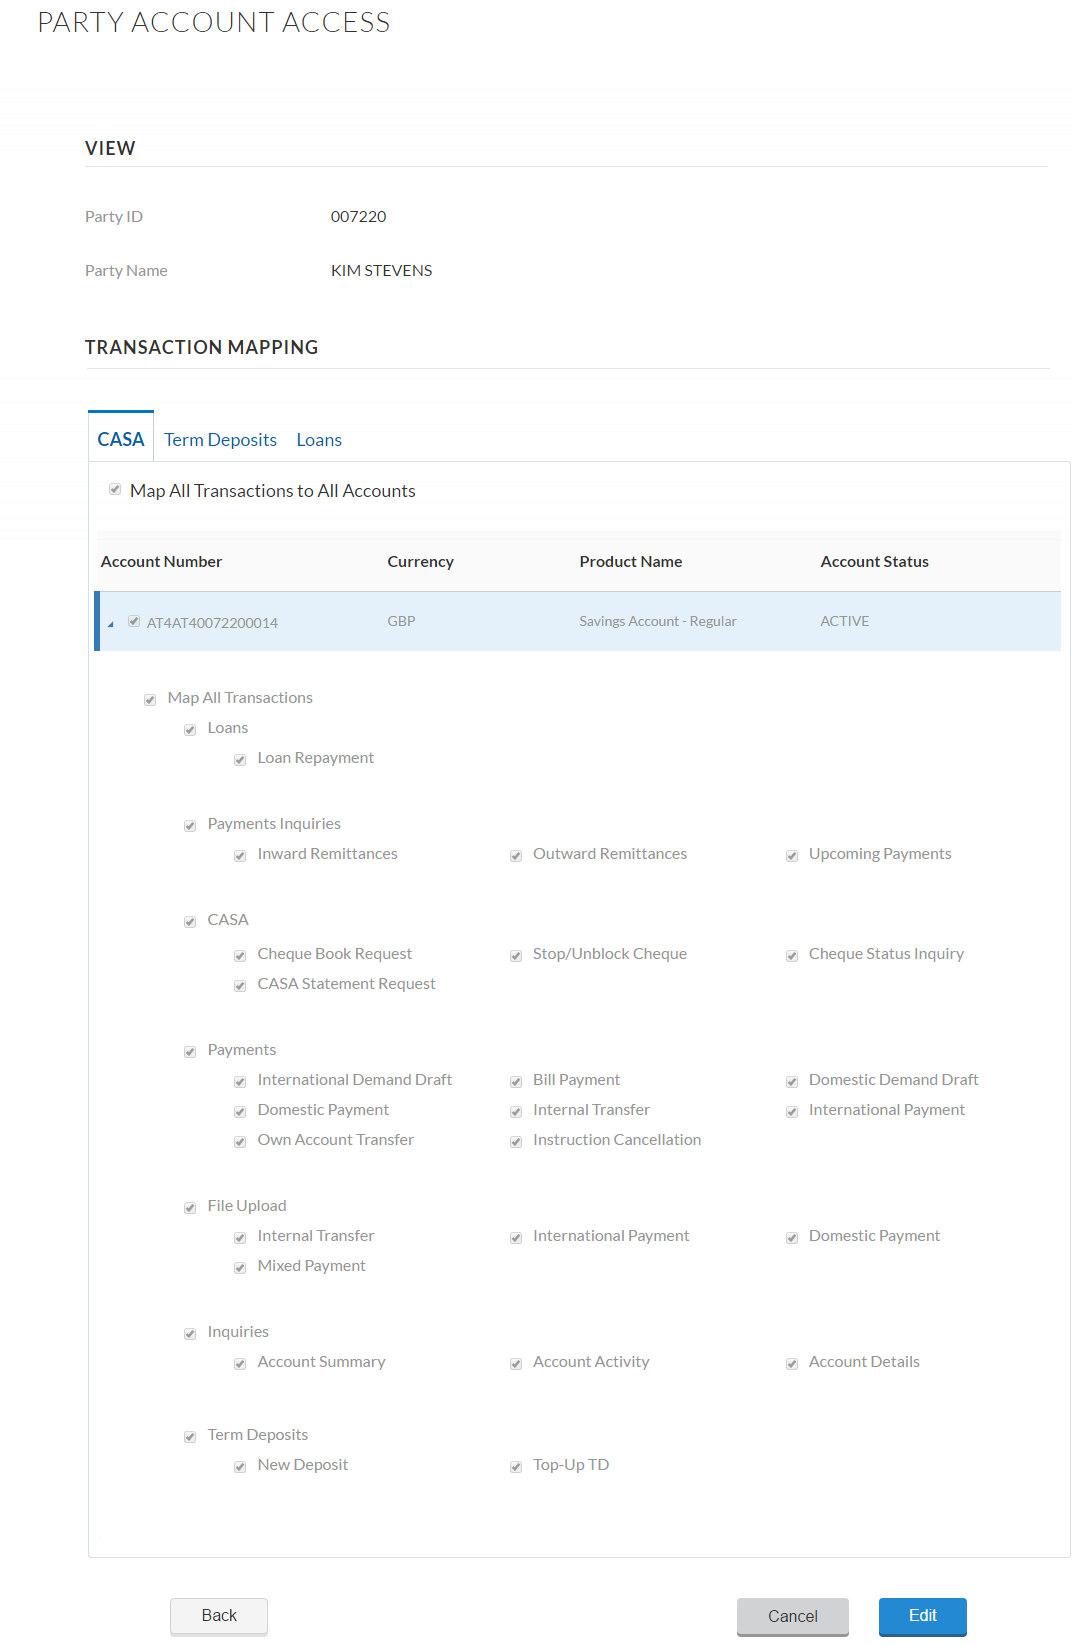 PARTY ACCOUNT ACCESS
VIEW
Party ID 007220
Party Name KIM STEVENS
TRANSACTION MAPPING
CASA Term Deposits Loans
Map All Transactions to All Accounts
Account Number Currency Product Name Account Status
AT4AT40072200014 GBP Savings Account - Regular ACTIVE
Map All Transactions
Loans
Loan Repayment
Payments Inquiries
Inward Remittances Outward Remittances Upcoming Payments
CASA
Cheque Book Request Stop/Unblock Cheque Cheque Status Inquiry
CASA Statement Request
Payments
International Demand Draft Bill Payment Domestic Demand Draft
Domestic Payment Internal Transfer International Payment
Own Account Transfer Instruction Cancellation
File Upload
Internal Transfer International Payment Domestic Payment
Mixed Payment
Inquiries
Account Summary Account Activity Account Details
Term Deposits
New Deposit Top-Up TD
Back Cancel Edit